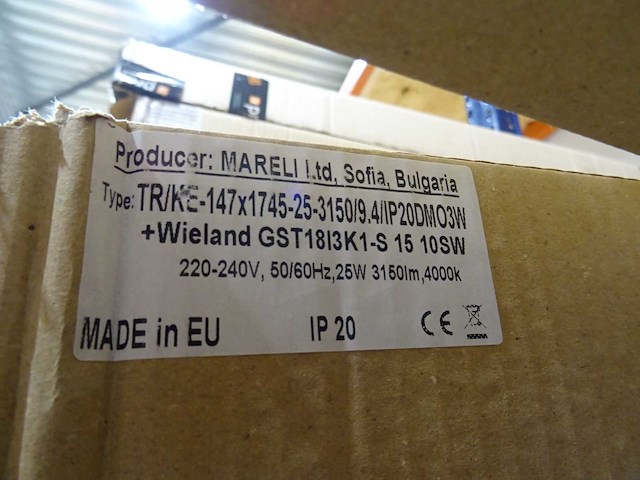 Producer: MARELI Ltd, Sofia, Bulgaria
Type: TR/KE-147x1745-25-3150/9.4/IP20DMO3W
+Wieland GST18I3K1-S 15 10SW
220-240V, 50/60Hz,25W 3150lm,4000k
MADE in EU IP 20 CE